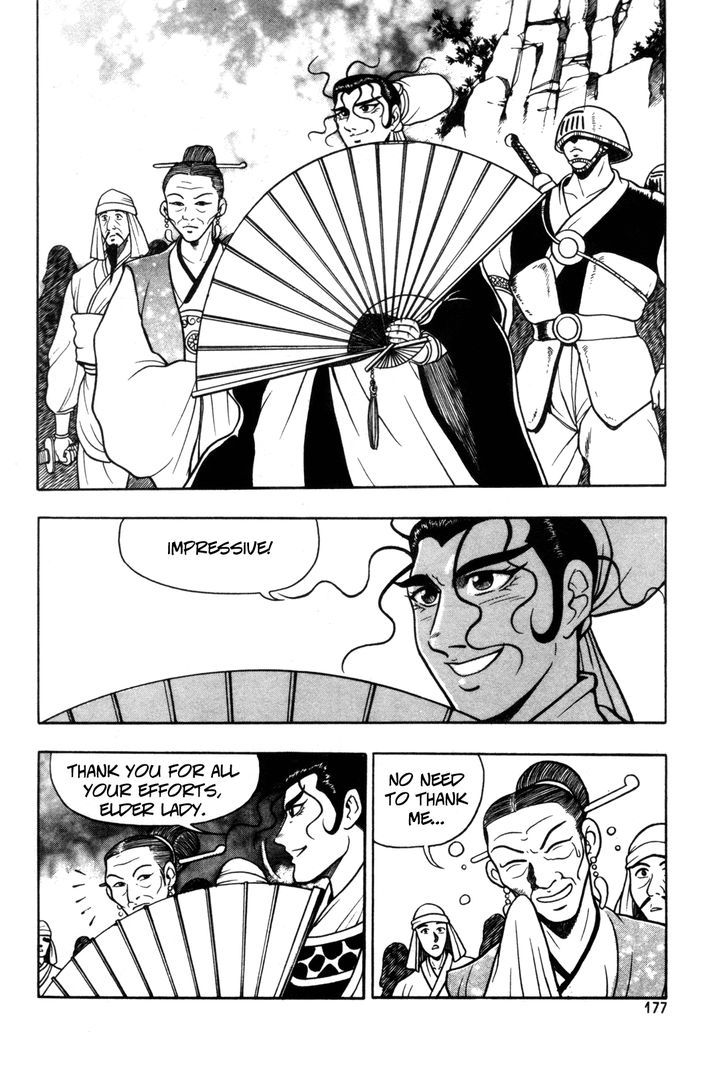 IMPRESSIVE!
THANK YOU FOR ALL
YOUR EFFORTS,
ELDER LADY.
NO NEED
TO THANK
ME...
177